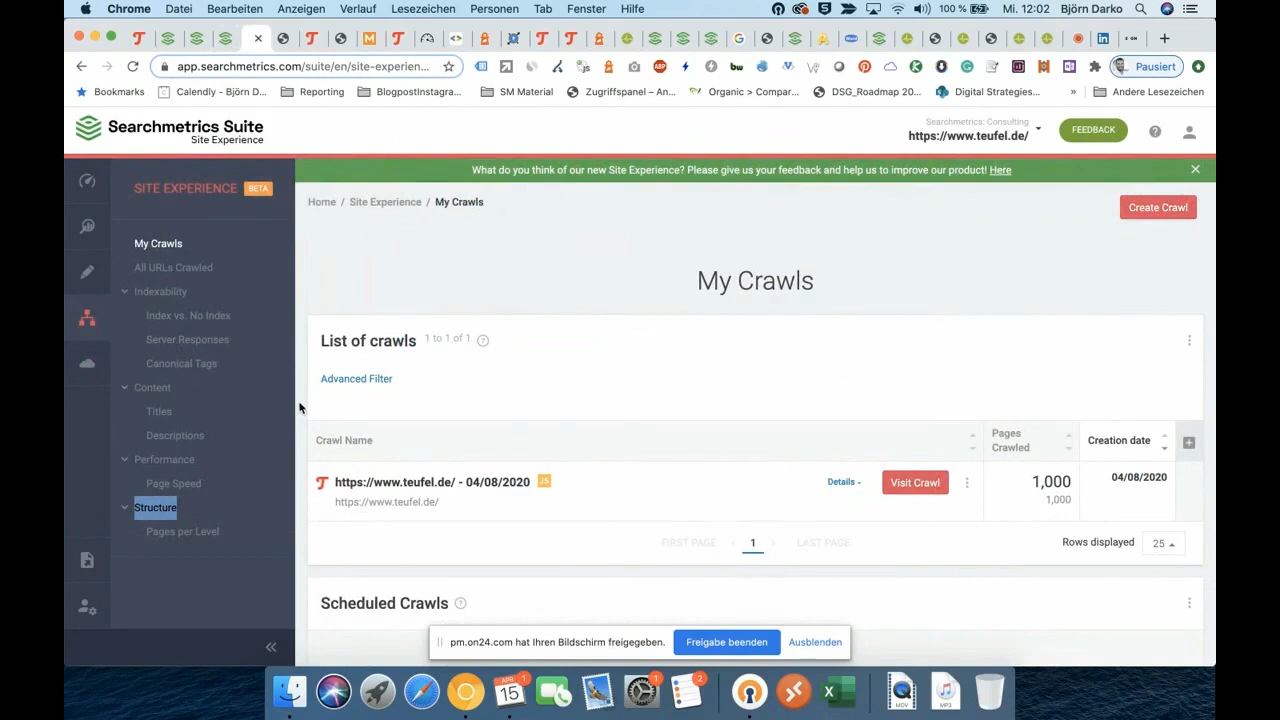 Chrome Datei Bearbeiten Anzeigen Verlauf Lesezeichen Personen Tab Fenster Hilfe 100 % Mi. 12:02 Björn Darko
app.searchmetrics.com/suite/en/site-experien... Pausiert
Bookmarks Calendly - Björn D... Reporting BlogpostInstagra... SM Material Zugriffspanel – An... Organic > Compar... DSG_Roadmap 20... Digital Strategies... » Andere Lesezeichen
Searchmetrics Suite
Site Experience
Searchmetrics: Consulting
https://www.teufel.de/
FEEDBACK
What do you think of our new Site Experience? Please give us your feedback and help us to improve our product! Here
SITE EXPERIENCE BETA
Home / Site Experience / My Crawls
Create Crawl
My Crawls
All URLs Crawled
Indexability
Index vs. No Index
Server Responses
Canonical Tags
Content
Titles
Descriptions
Performance
Page Speed
Structure
Pages per Level
My Crawls
List of crawls 1 to 1 of 1
Advanced Filter
Crawl Name
Pages Crawled
Creation date
https://www.teufel.de/ - 04/08/2020 JS
https://www.teufel.de/
Details
Visit Crawl
1,000
1,000
04/08/2020
FIRST PAGE 1 LAST PAGE
Rows displayed 25
Scheduled Crawls
pm.on24.com hat Ihren Bildschirm freigegeben. Freigabe beenden Ausblenden
APR 15 1 1 2
MOV MP3